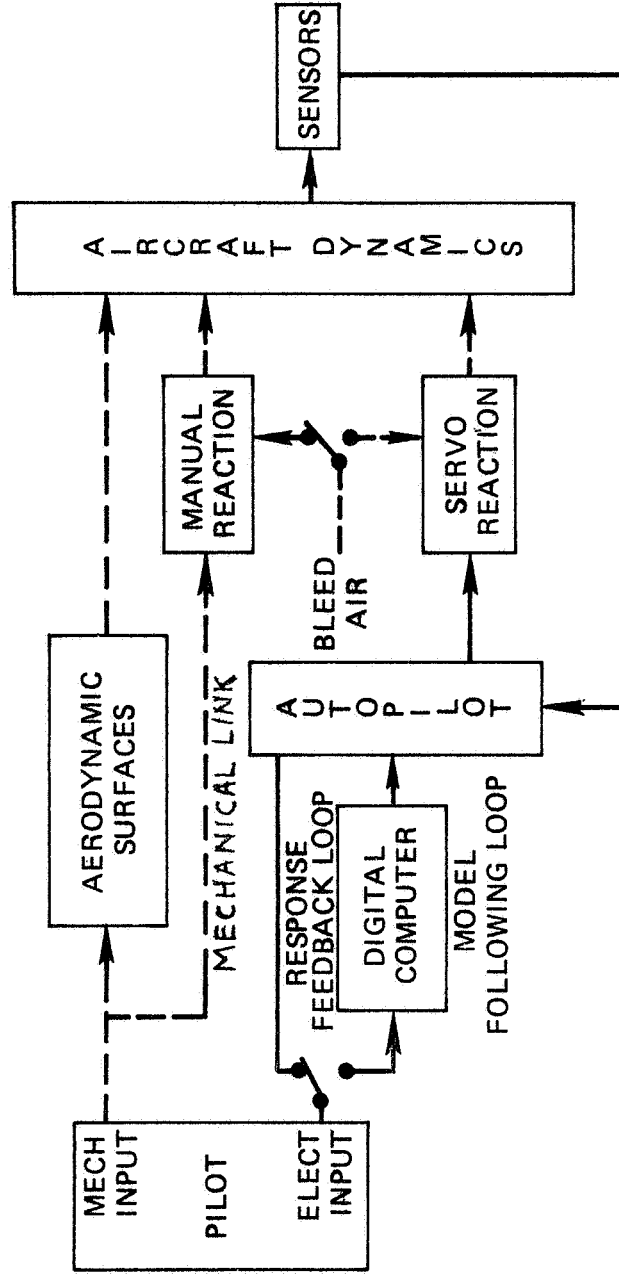 MECH
INPUT
PILOT
ELECT
INPUT
AERODYNAMIC
SURFACES
MECHANICAL LINK
RESPONSE
FEEDBACK LOOP
DIGITAL
COMPUTER
MODEL
FOLLOWING LOOP
AUTOPILOT
BLEED
AIR
MANUAL
REACTION
SERVO
REACTION
AIRCRAFT DYNAMICS
SENSORS